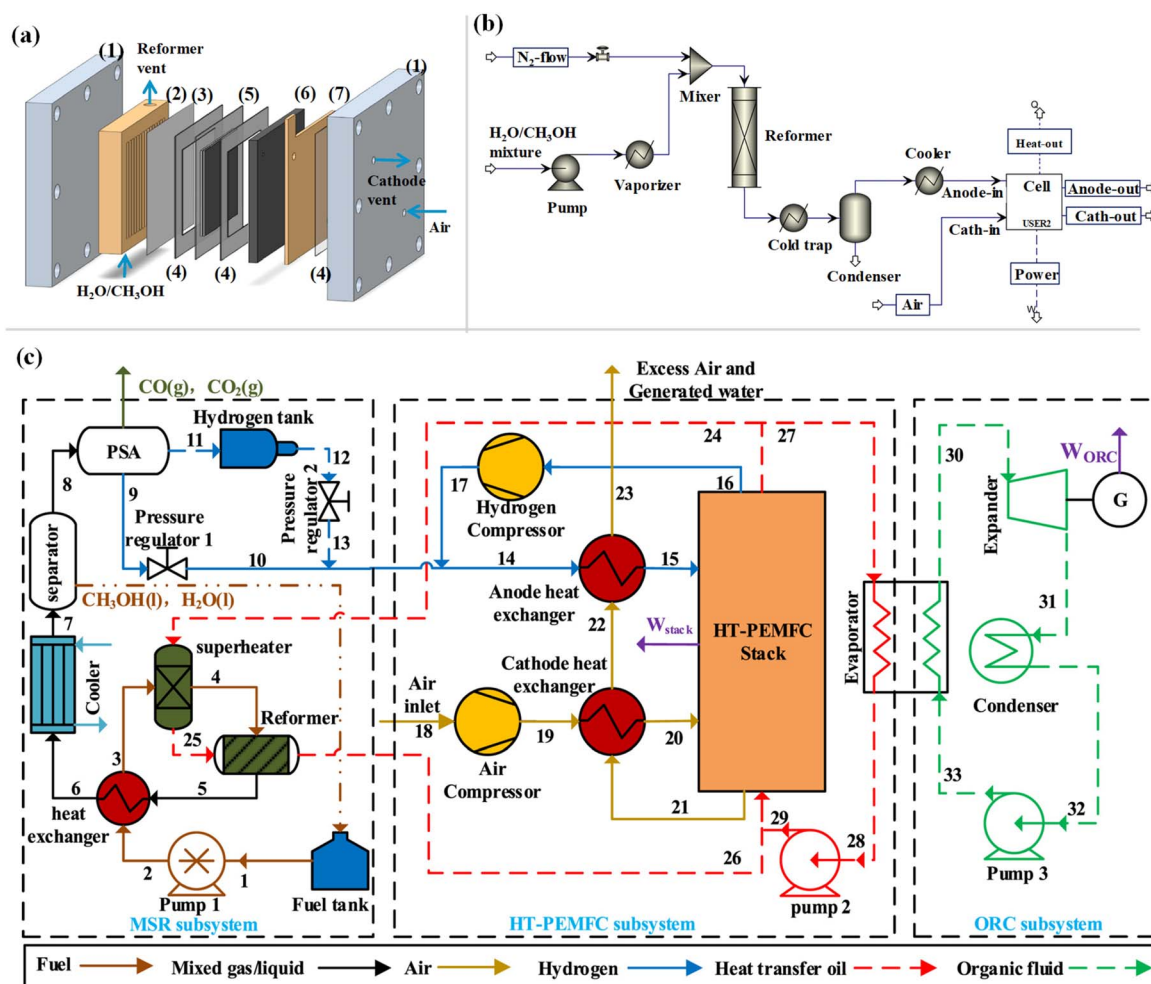 (a)
(1)
Reformer
vent
(2) (3)
(5)
(6)
(7)
(1)
Cathode
vent
Air
(4)
(4)
(4)
H₂O/CH₃OH
(b)
N₂-flow
Mixer
H₂O/CH₃OH
mixture
Pump
Vaporizer
Reformer
Cold trap
Condenser
Cooler
Anode-in
Cath-in
Air
Q
Heat-out
Cell
USER2
Anode-out
Cath-out
Power
W
(c)
CO(g), CO₂(g)
PSA
11
Hydrogen tank
12
8
9
Pressure
regulator 1
Pressure
regulator 2
13
10
separator
CH₃OH(l), H₂O(l)
7
Cooler
superheater
4
Reformer
3
25
6
5
heat
exchanger
2
1
Pump 1
Fuel tank
MSR subsystem
Excess Air and
Generated water
24
27
17
16
23
Hydrogen
Compressor
14
15
Anode heat
exchanger
22
W_stack
HT-PEMFC
Stack
Cathode heat
exchanger
Air
inlet
18
19
20
Air
Compressor
21
29
28
26
pump 2
HT-PEMFC subsystem
30
W_ORC
Expander
G
31
Evaporator
Condenser
33
32
Pump 3
ORC subsystem
Fuel Mixed gas/liquid Air Hydrogen Heat transfer oil Organic fluid